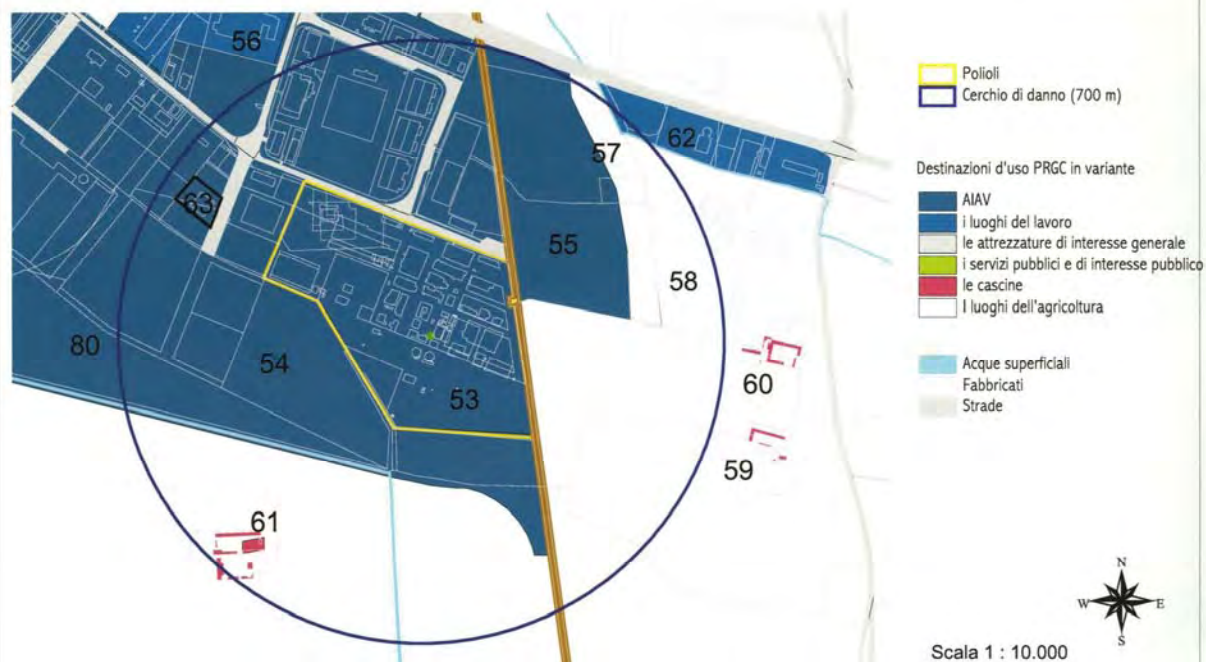 56
57
62
63
55
58
80
54
53
60
59
61
Polioli
Cerchio di danno (700 m)
Destinazioni d'uso PRGC in variante
AIAV
i luoghi del lavoro
le attrezzature di interesse generale
i servizi pubblici e di interesse pubblico
le cascine
I luoghi dell'agricoltura
Acque superficiali
Fabbricati
Strade
N
W E
S
Scala 1 : 10.000